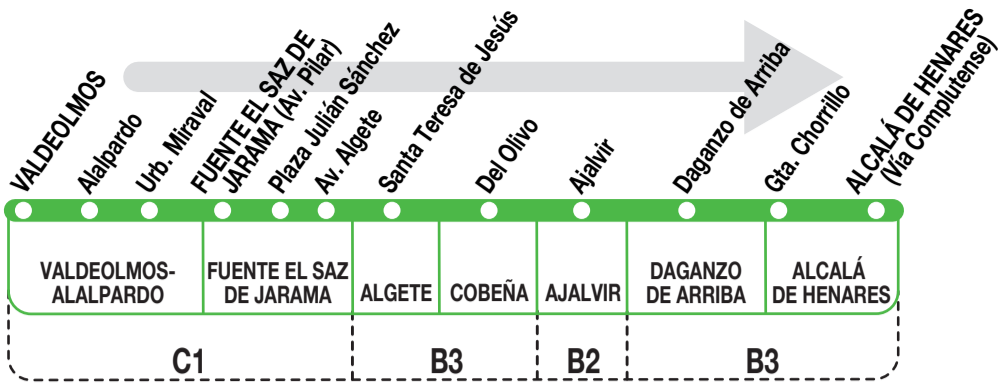 VALDEOLMOS
Alalpardo
Urb. Miraval
FUENTE EL SAZ DE
JARAMA (Av. Pilar)
Plaza Julián Sánchez
Av. Algete
Santa Teresa de Jesús
Del Olivo
Ajalvir
Daganzo de Arriba
Gta. Chorrillo
ALCALÁ DE HENARES
(Vía Complutense)
VALDEOLMOS-
ALALPARDO
FUENTE EL SAZ
DE JARAMA
ALGETE
COBEÑA
AJALVIR
DAGANZO
DE ARRIBA
ALCALÁ
DE HENARES
C1
B3
B2
B3